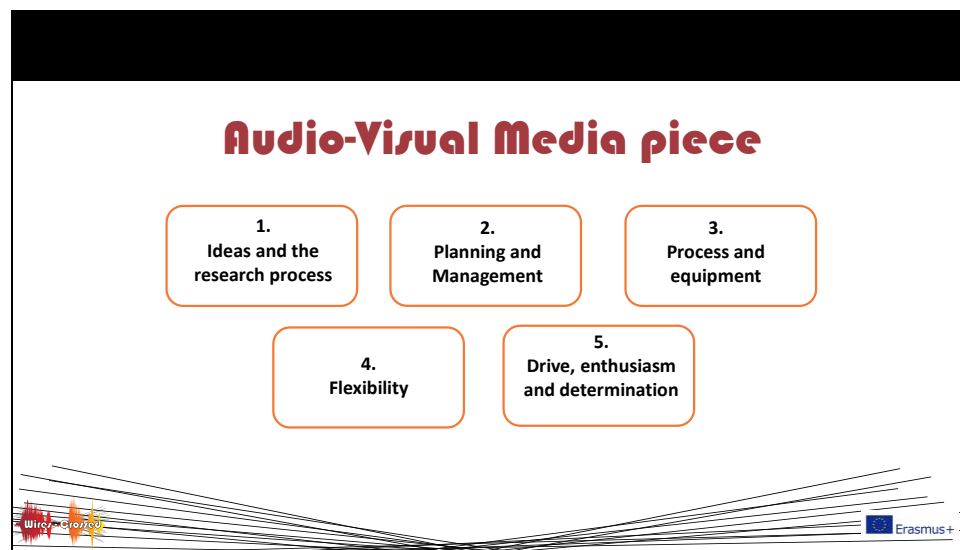 Audio-Visual Media piece
1.
Ideas and the
research process
2.
Planning and
Management
3.
Process and
equipment
4.
Flexibility
5.
Drive, enthusiasm
and determination
Wires-Crossed
Erasmus+